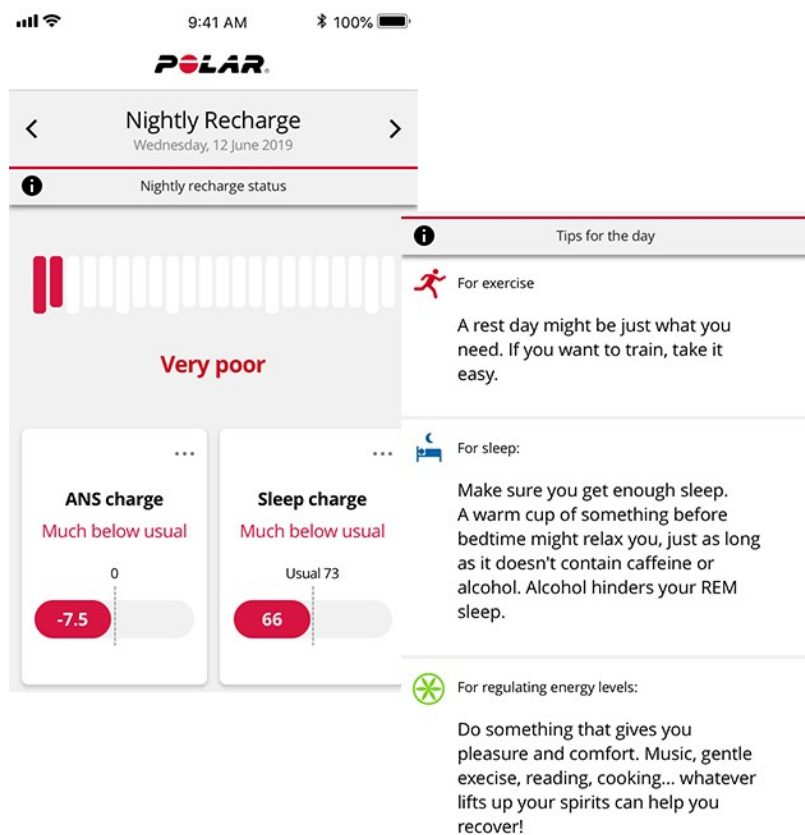 9:41 AM
100%
POLAR
Nightly Recharge
Wednesday, 12 June 2019
Nightly recharge status
Very poor
ANS charge
Much below usual
0
-7.5
Sleep charge
Much below usual
Usual 73
66
Tips for the day
For exercise
A rest day might be just what you
need. If you want to train, take it
easy.
For sleep:
Make sure you get enough sleep.
A warm cup of something before
bedtime might relax you, just as long
as it doesn't contain caffeine or
alcohol. Alcohol hinders your REM
sleep.
For regulating energy levels:
Do something that gives you
pleasure and comfort. Music, gentle
execise, reading, cooking... whatever
lifts up your spirits can help you
recover!